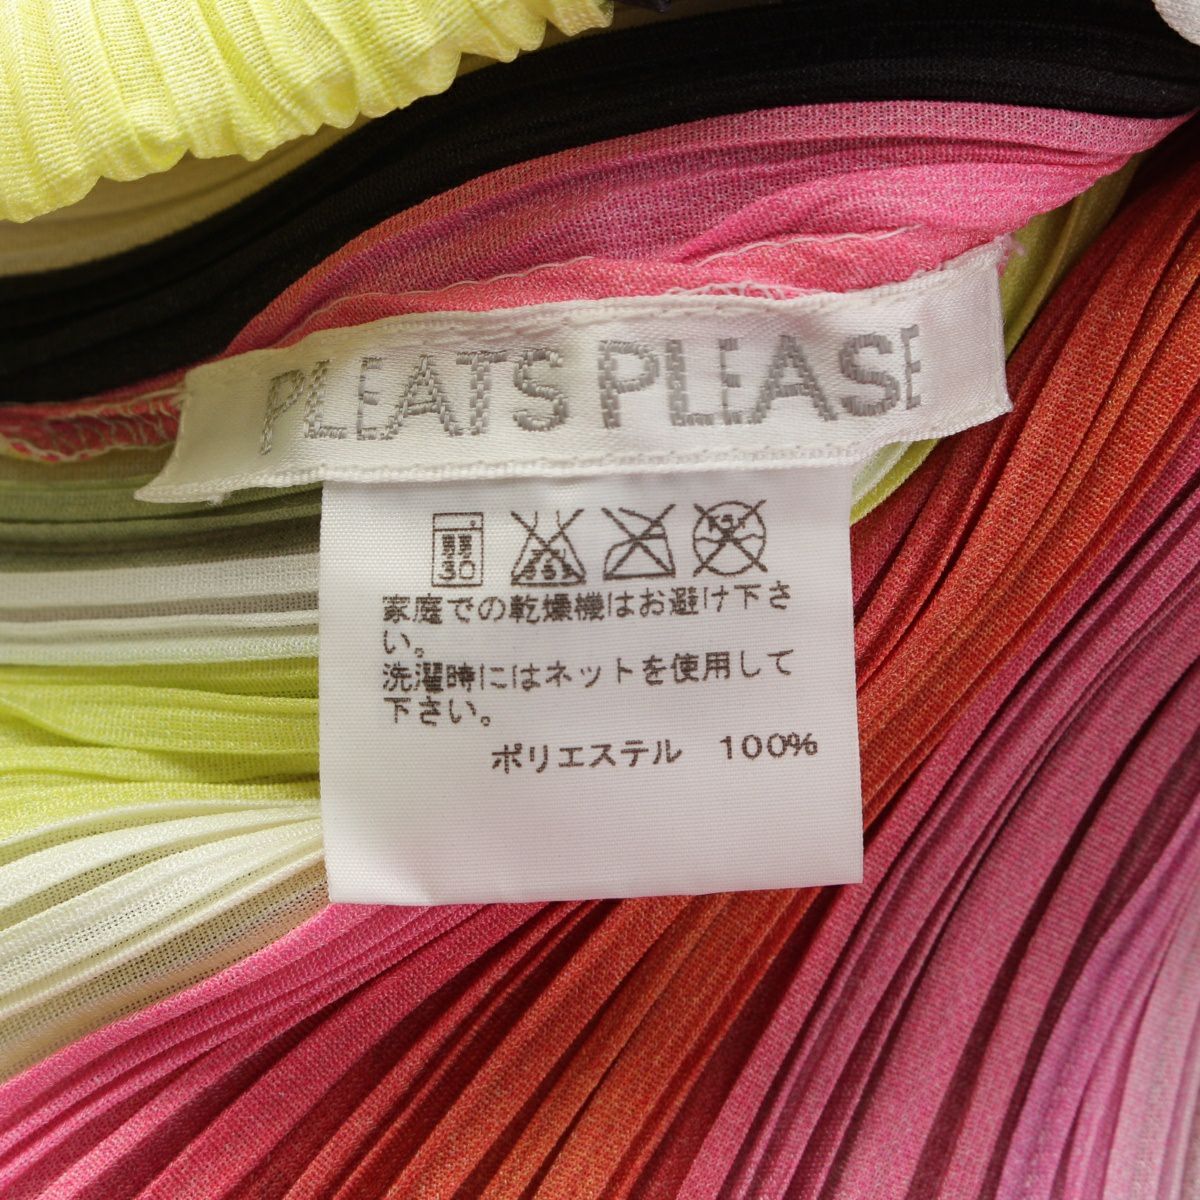 PLEATS PLEASE
弱
30
家庭での乾燥機はお避け下さ
い。
洗濯時にはネットを使用して
下さい。
ポリエステル 100%